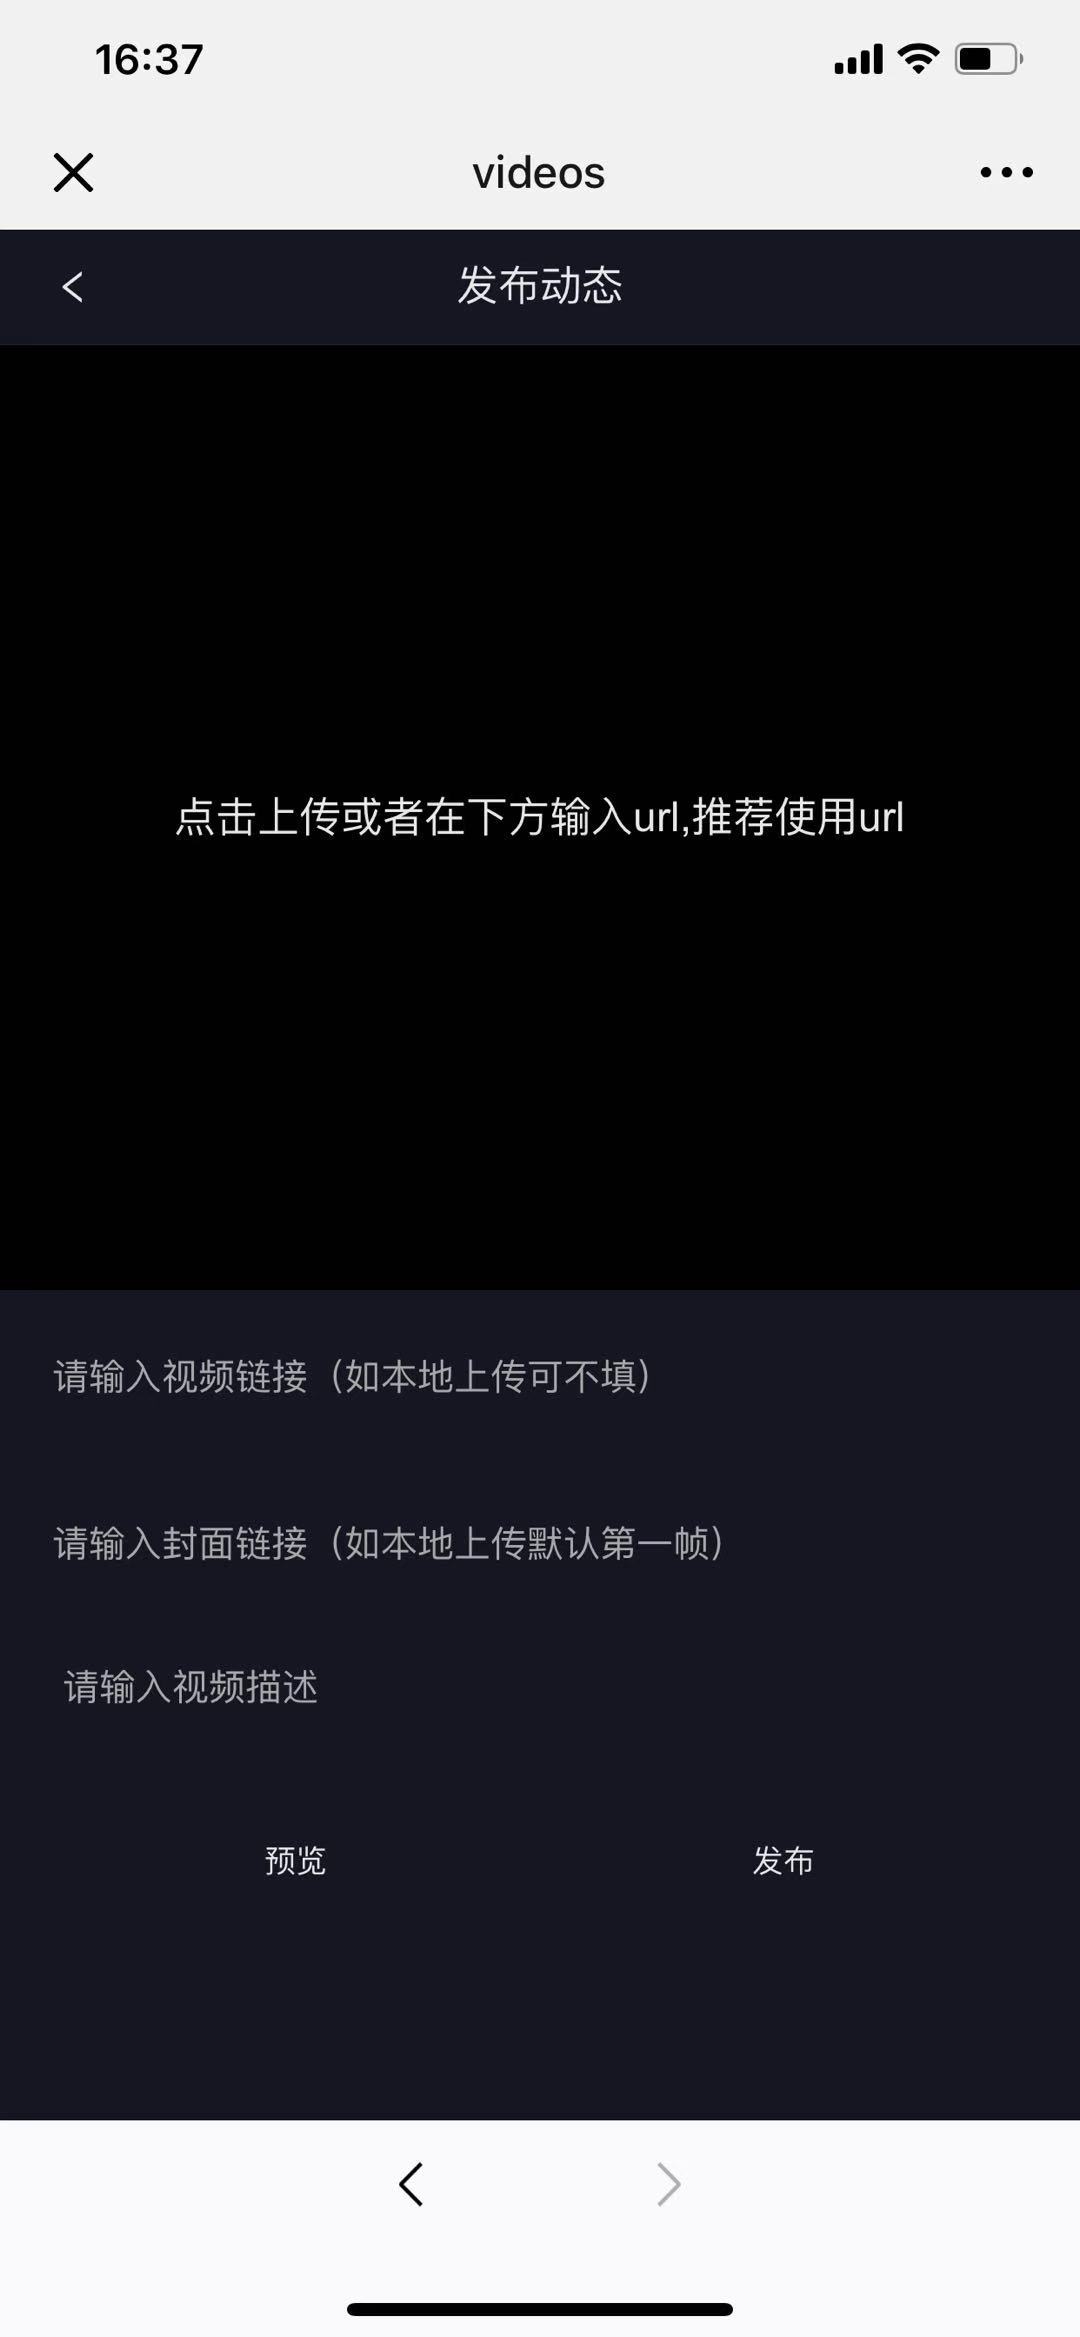 16:37
videos
发布动态
点击上传或者在下方输入url,推荐使用url
请输入视频链接（如本地上传可不填）
请输入封面链接（如本地上传默认第一帧）
请输入视频描述
预览 发布